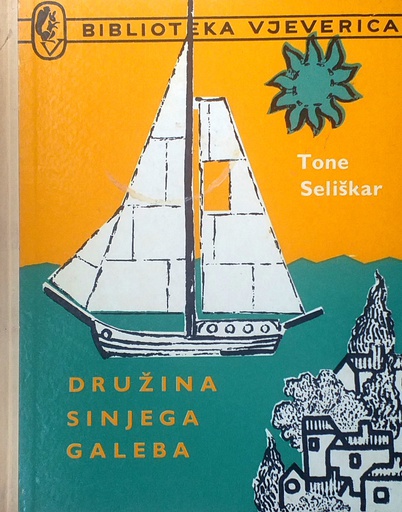 BIBLIOTEKA VJEVERICA
Tone
Seliškar
DRUŽINA
SINJEGA
GALEBA